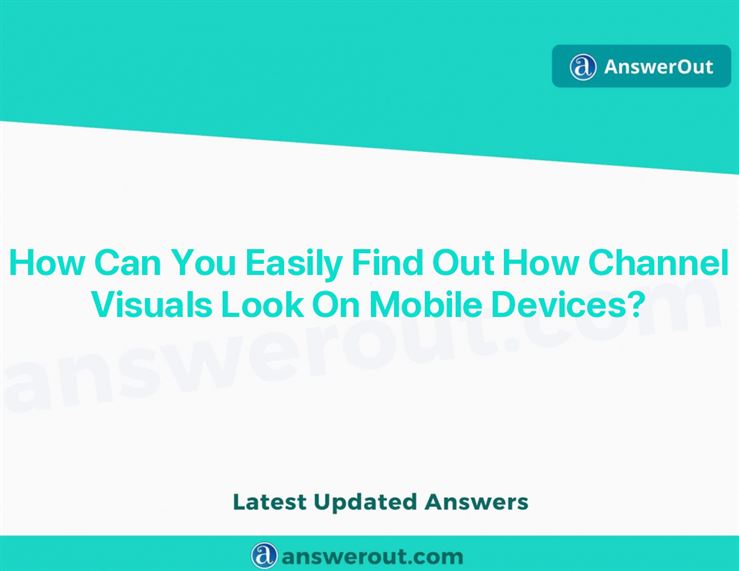 AnswerOut
How Can You Easily Find Out How Channel
Visuals Look On Mobile Devices?
answerout.com
Latest Updated Answers
answerout.com